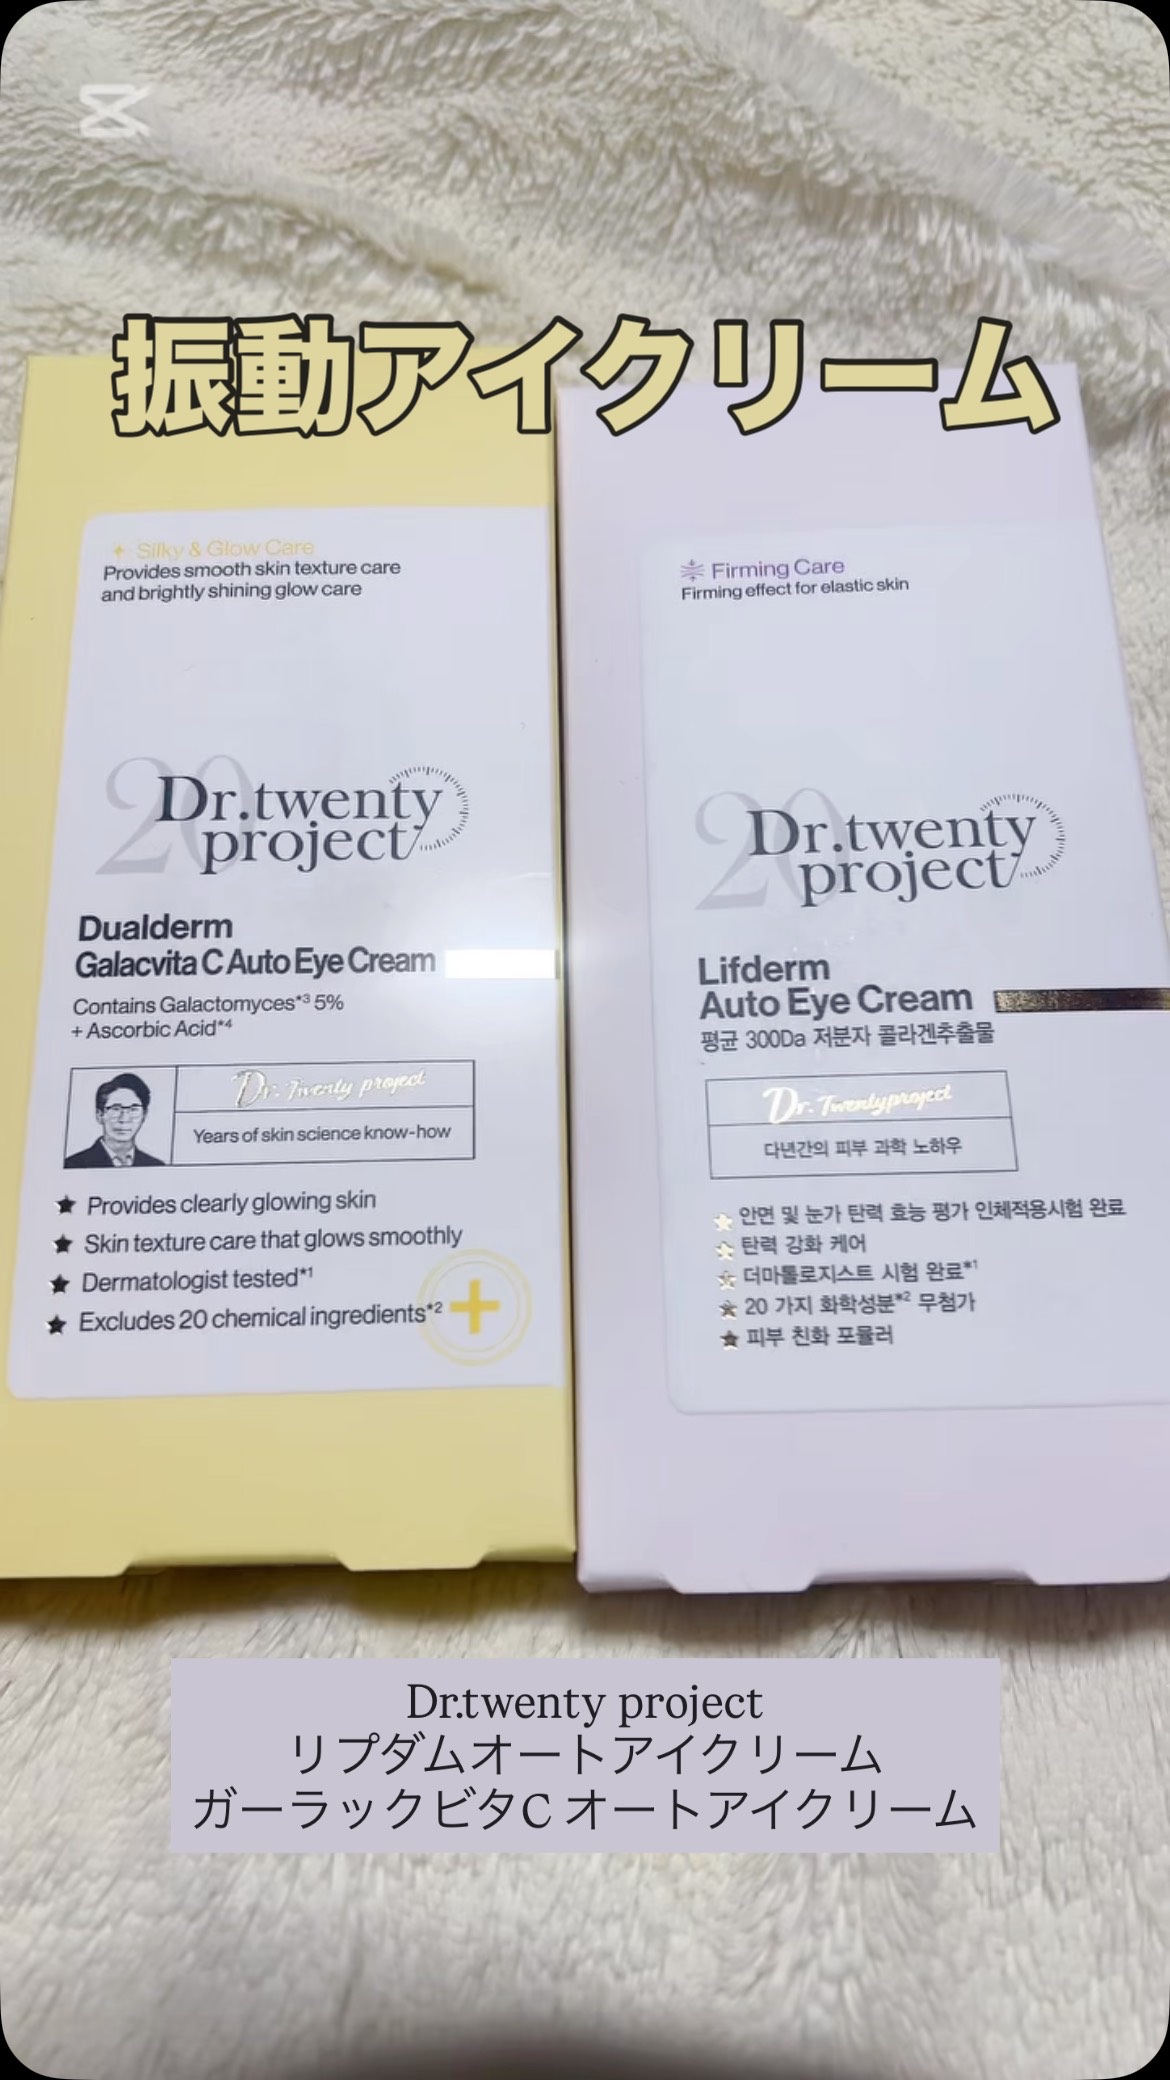 振動アイクリーム
Silky & Glow Care
Provides smooth skin texture care
and brightly shining glow care
20
Dr.twenty
project
Dualderm
Galacvita C Auto Eye Cream
Contains Galactomyces*3 5%
+ Ascorbic Acid*4
Dr. Twenty project
Years of skin science know-how
★ Provides clearly glowing skin
★ Skin texture care that glows smoothly
★ Dermatologist tested*1
★ Excludes 20 chemical ingredients*2
Firming Care
Firming effect for elastic skin
20
Dr.twenty
project
Lifderm
Auto Eye Cream
평균 300Da 저분자 콜라겐추출물
Dr. Twenty project
다년간의 피부 과학 노하우
★ 안면 및 눈가 탄력 효능 평가 인체적용시험 완료
★ 탄력 강화 케어
★ 더마톨로지스트 시험 완료*1
★ 20 가지 화학성분*2 무첨가
★ 피부 친화 포뮬러
Dr.twenty project
リプダムオートアイクリーム
ガーラックビタC オートアイクリーム